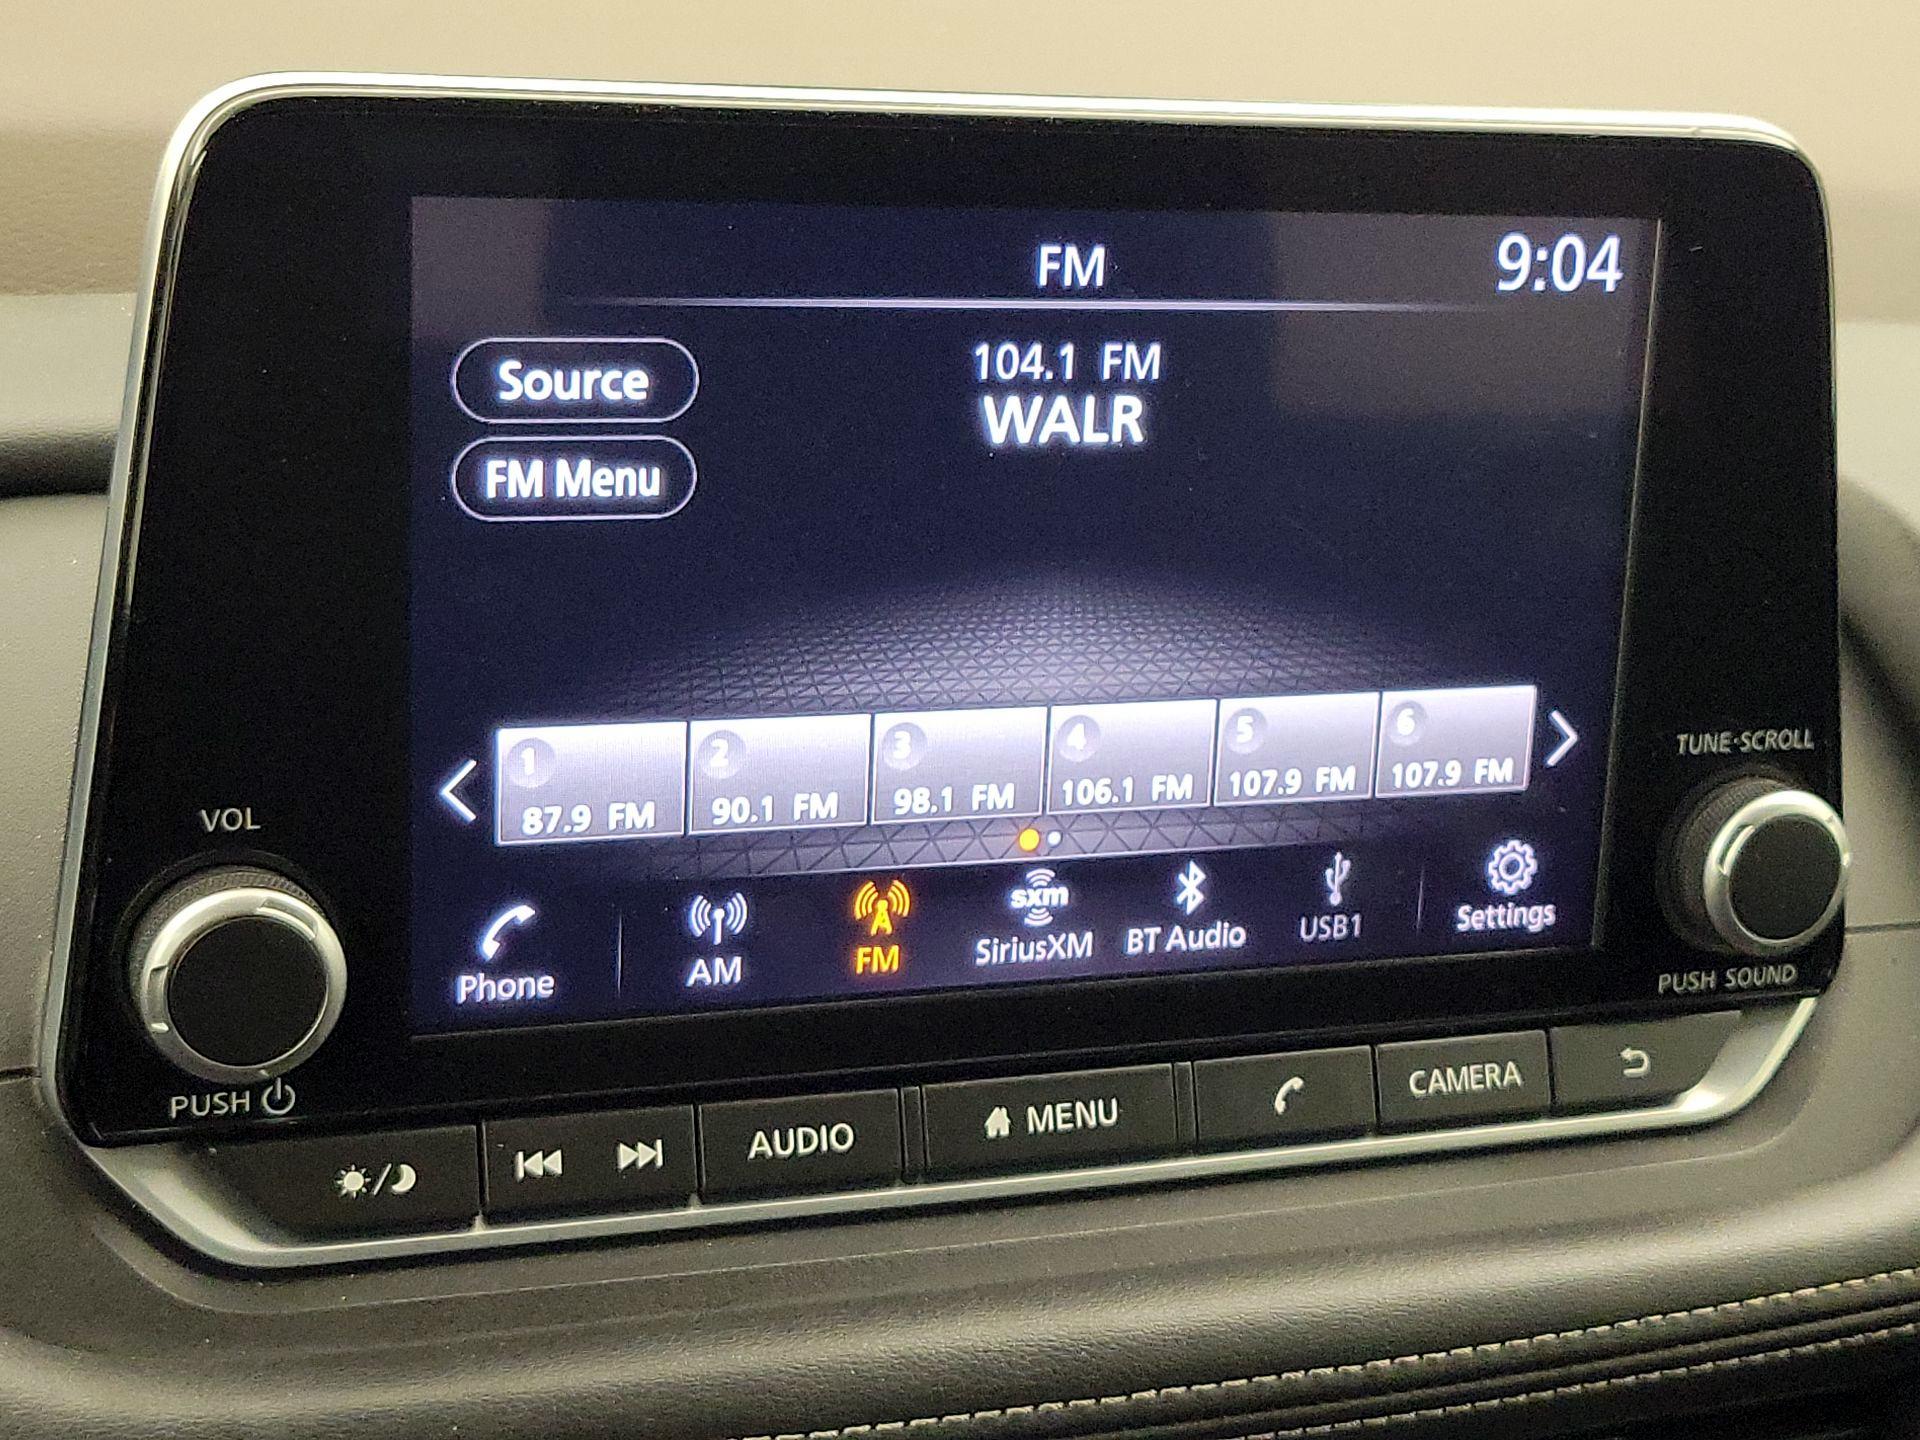 FM
9:04
104.1 FM
WALR
Source
FM Menu
1
2
3
4
5
6
87.9 FM
90.1 FM
98.1 FM
106.1 FM
107.9 FM
107.9 FM
Phone
AM
FM
sxm
SiriusXM
BT Audio
USB1
Settings
VOL
PUSH
TUNE·SCROLL
PUSH SOUND
AUDIO
MENU
CAMERA